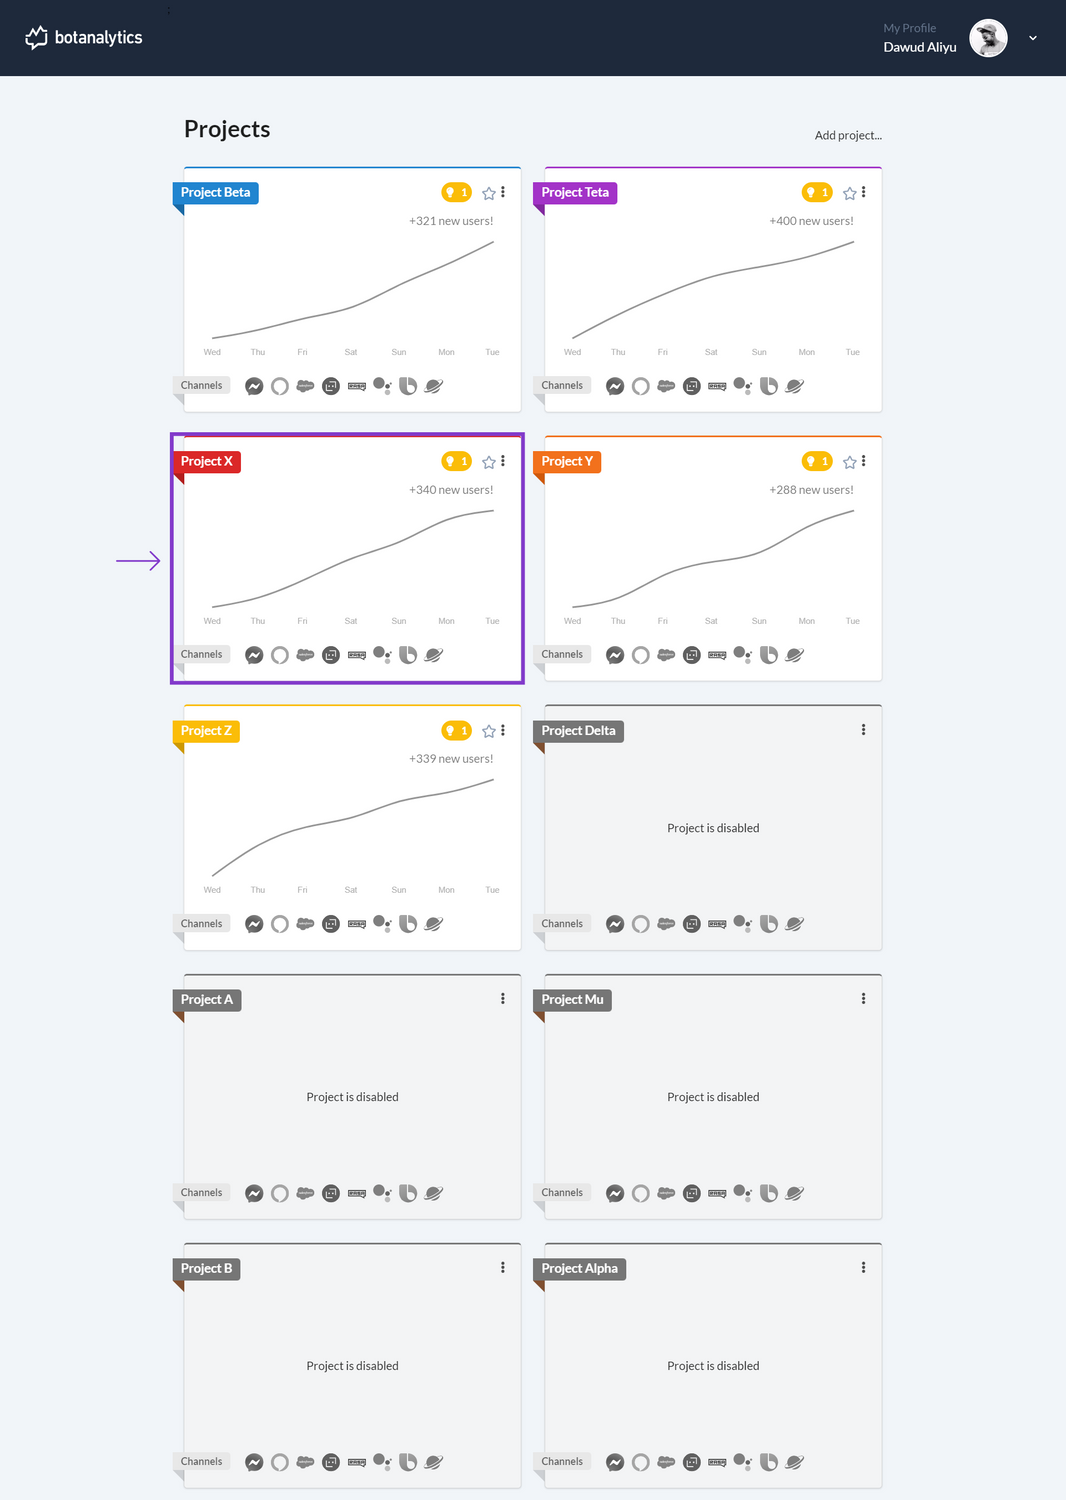 botanalytics
My Profile
Dawud Aliyu
Projects
Add project...
Project Beta
1
+321 new users!
Wed Thu Fri Sat Sun Mon Tue
Channels
Project Teta
1
+400 new users!
Wed Thu Fri Sat Sun Mon Tue
Channels
Project X
1
+340 new users!
Wed Thu Fri Sat Sun Mon Tue
Channels
Project Y
1
+288 new users!
Wed Thu Fri Sat Sun Mon Tue
Channels
Project Z
1
+339 new users!
Wed Thu Fri Sat Sun Mon Tue
Channels
Project Delta
Project is disabled
Channels
Project A
Project is disabled
Channels
Project Mu
Project is disabled
Channels
Project B
Project is disabled
Channels
Project Alpha
Project is disabled
Channels